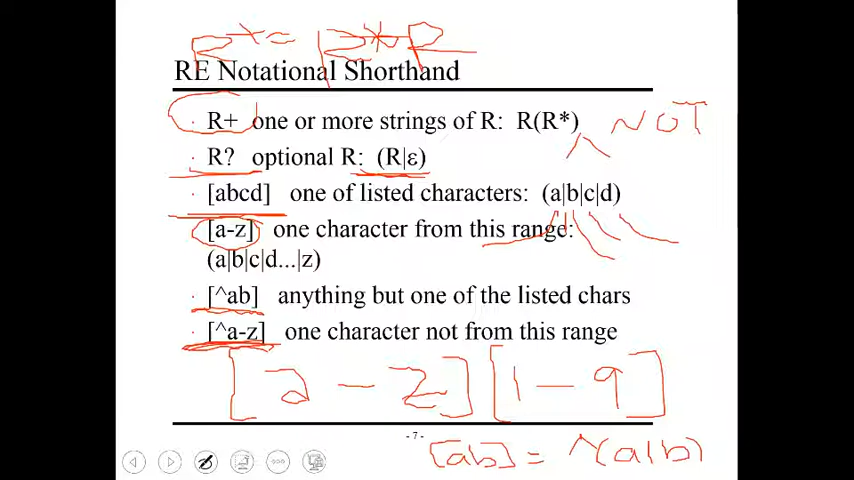 R* = R*R
RE Notational Shorthand
· R+ one or more strings of R: R(R*)
^ NOT
· R? optional R: (R|ε)
· [abcd] one of listed characters: (a|b|c|d)
· [a-z] one character from this range:
(a|b|c|d...|z)
· [^ab] anything but one of the listed chars
· [^a-z] one character not from this range
[a-z][1-9]
- 7 -
[ab] = ^(a|b)